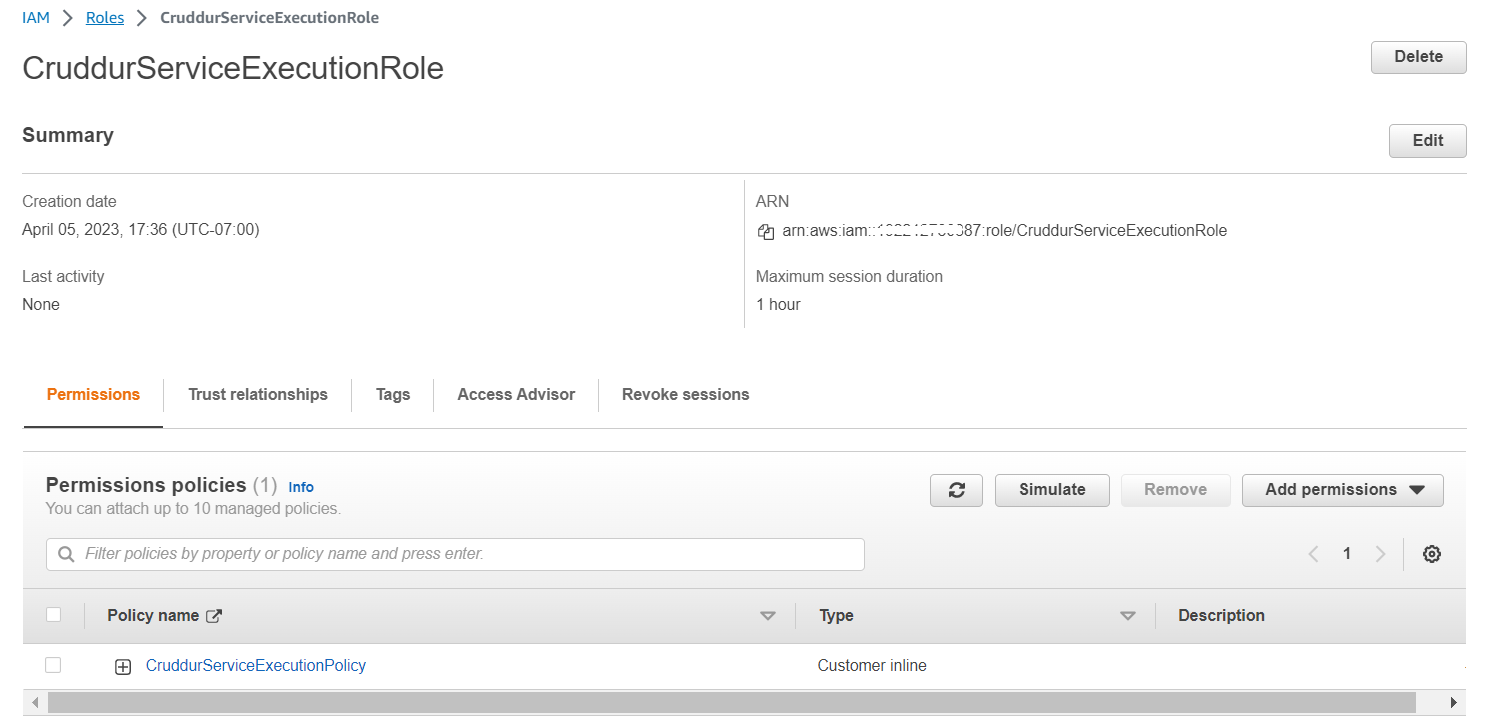 IAM > Roles > CruddurServiceExecutionRole
CruddurServiceExecutionRole
Delete
Summary
Edit
Creation date
April 05, 2023, 17:36 (UTC-07:00)
ARN
arn:aws:iam:: 87:role/CruddurServiceExecutionRole
Last activity
None
Maximum session duration
1 hour
Permissions
Trust relationships
Tags
Access Advisor
Revoke sessions
Permissions policies (1) Info
You can attach up to 10 managed policies.
Simulate
Remove
Add permissions
Filter policies by property or policy name and press enter.
1
Policy name
Type
Description
CruddurServiceExecutionPolicy
Customer inline